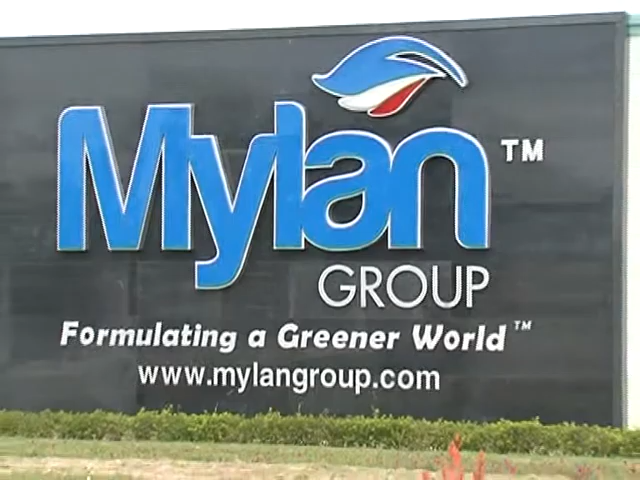 Mylan ™
GROUP
Formulating a Greener World ™
www.mylangroup.com